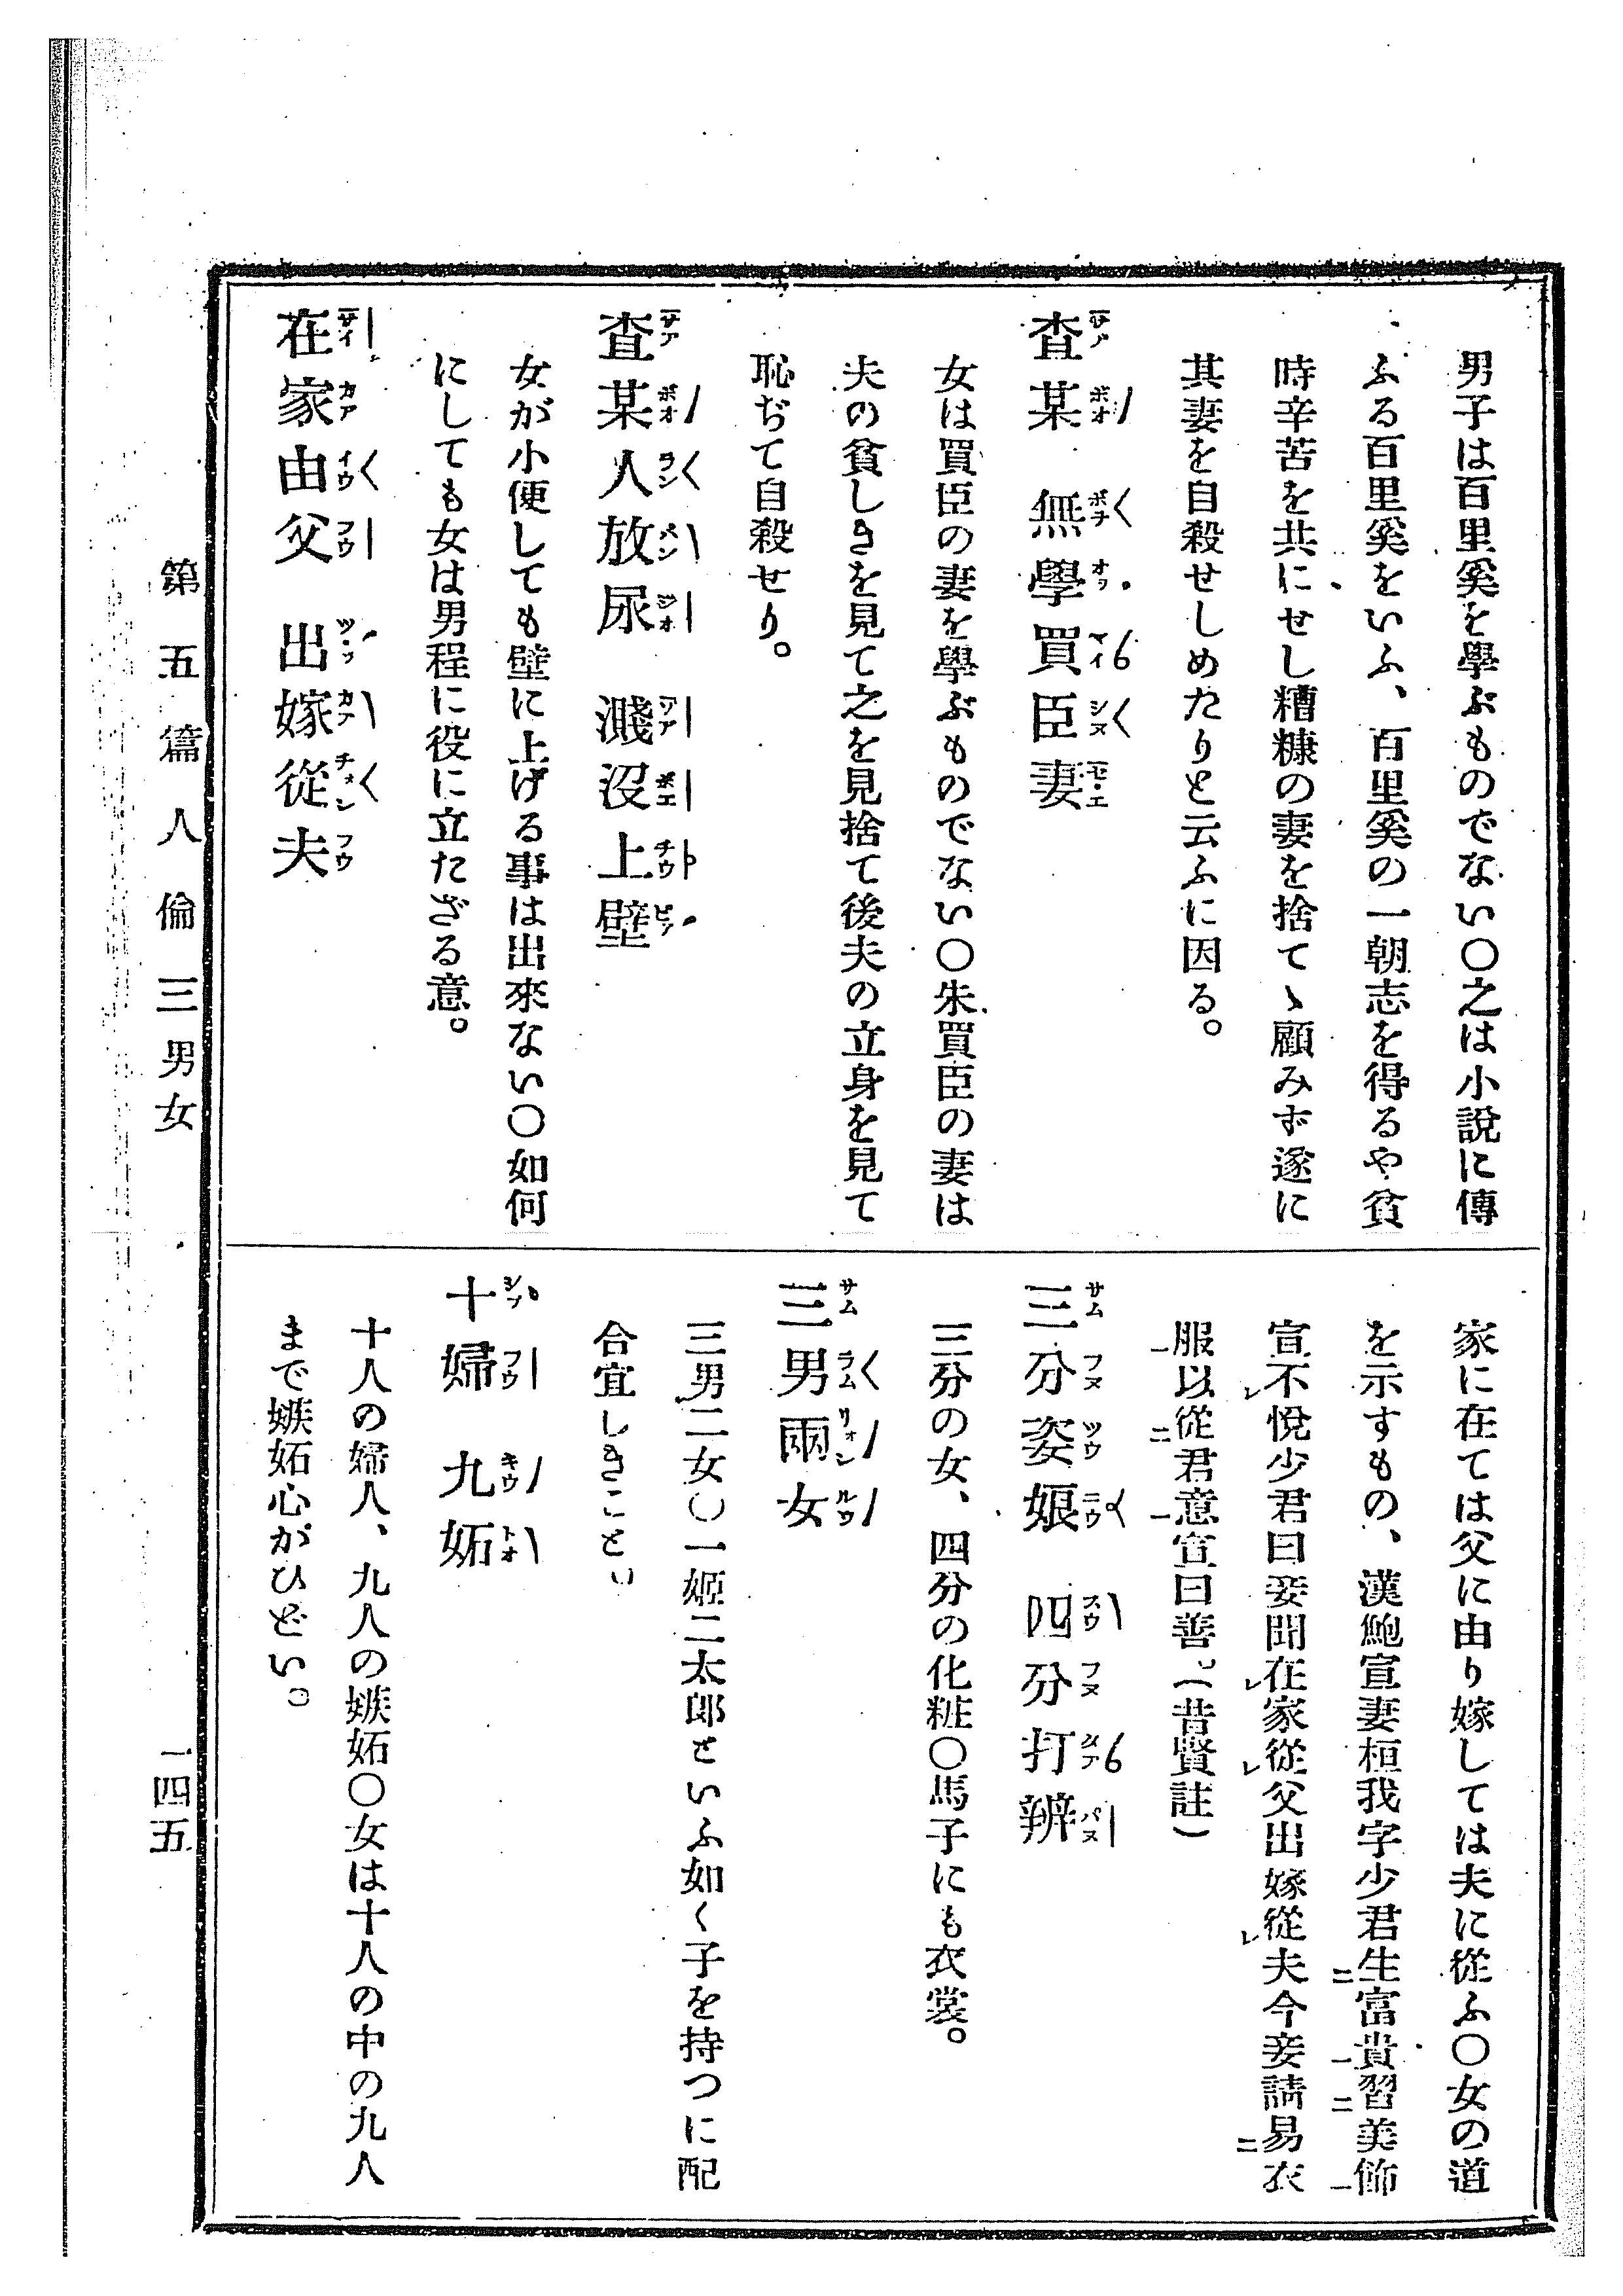 男子は百里奚を學ぶものでない〇之は小説に傳
ふる百里奚をいふ、百里奚の一朝志を得るや貧
時辛苦を共にせし糟糠の妻を捨てゝ顧みず遂に
其妻を自殺せしめたりと云ふに因る。
査某 無學買臣妻
女は買臣の妻を學ぶものでない〇朱買臣の妻は
夫の貧しきを見て之を見捨て後夫の立身を見て
恥ぢて自殺せり。
査某人放尿 濺沒上壁
女が小便しても壁に上げる事は出來ない〇如何
にしても女は男程に役に立たざる意。
在家由父 出嫁從夫
家に在ては父に由り嫁しては夫に從ふ〇女の道
を示すもの、漢鮑宣妻桓我字少君生富貴習美飾
宣不悅少君曰妾聞在家從父出嫁從夫今妾請易衣
服以從君意宣曰善。(昔賢註)
三分姿娘 四分打辦
三分の女、四分の化粧〇馬子にも衣裳。
三男兩女
三男二女〇一姬二太郎といふ如く子を持つに配
合宜しきこと。
十婦 九妬
十人の婦人、九人の嫉妬〇女は十人の中の九人
まで嫉妬心がひどい。
第五篇 人倫 三男女
一四五